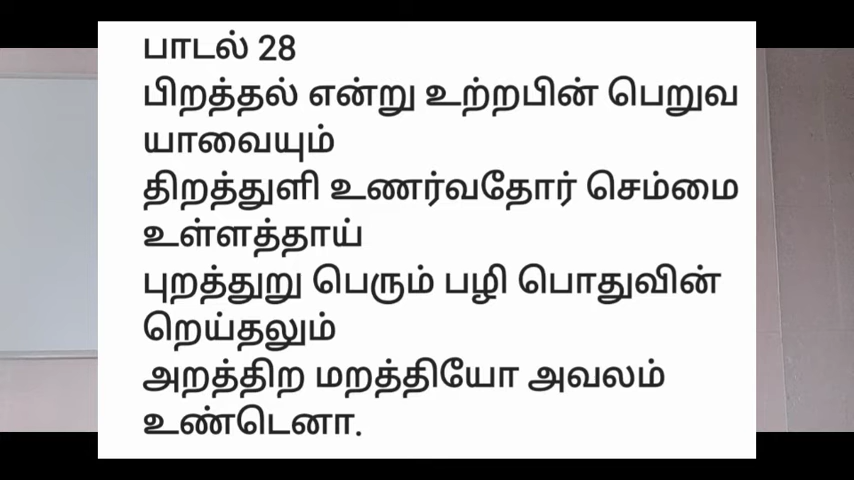 பாடல் 28
பிறத்தல் என்று உற்றபின் பெறுவ
யாவையும்
திறத்துளி உணர்வதோர் செம்மை
உள்ளத்தாய்
புறத்துறு பெரும் பழி பொதுவின்
றெய்தலும்
அறத்திற மறத்தியோ அவலம்
உண்டெனா.